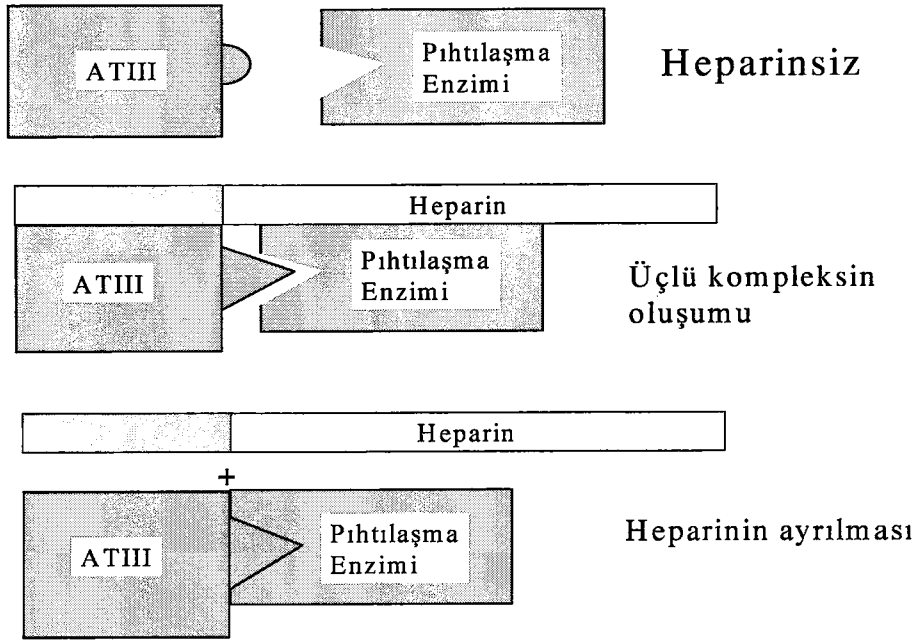 ATIII
Pıhtılaşma
Enzimi
Heparinsiz
Heparin
ATIII
Pıhtılaşma
Enzimi
Üçlü kompleksin
oluşumu
Heparin
+
ATIII
Pıhtılaşma
Enzimi
Heparinin ayrılması